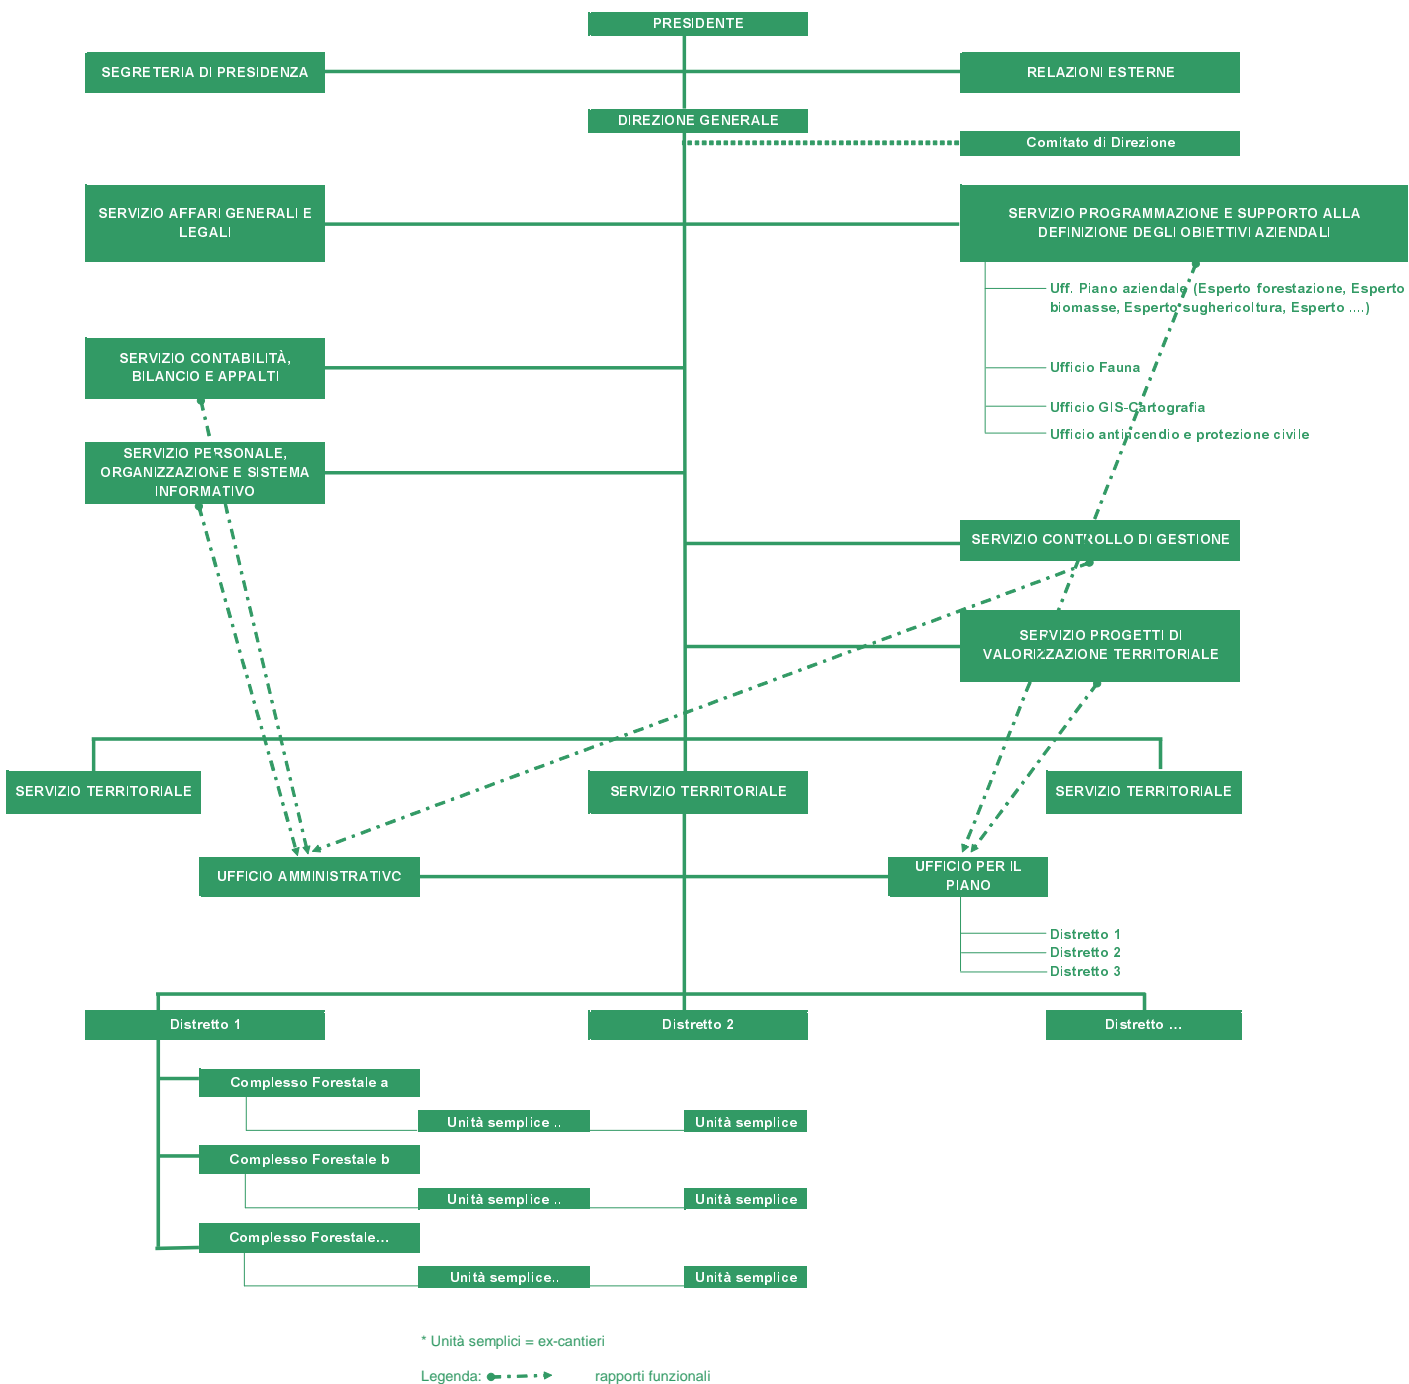 PRESIDENTE
SEGRETERIA DI PRESIDENZA
RELAZIONI ESTERNE
DIREZIONE GENERALE
Comitato di Direzione
SERVIZIO AFFARI GENERALI E
LEGALI
SERVIZIO PROGRAMMAZIONE E SUPPORTO ALLA
DEFINIZIONE DEGLI OBIETTIVI AZIENDALI
Uff. Piano aziendale (Esperto forestazione, Esperto
biomasse, Esperto sughericoltura, Esperto ....)
SERVIZIO CONTABILITÀ,
BILANCIO E APPALTI
Ufficio Fauna
Ufficio GIS-Cartografia
Ufficio antincendio e protezione civile
SERVIZIO PERSONALE,
ORGANIZZAZIONE E SISTEMA
INFORMATIVO
SERVIZIO CONTROLLO DI GESTIONE
SERVIZIO PROGETTI DI
VALORIZZAZIONE TERRITORIALE
SERVIZIO TERRITORIALE
SERVIZIO TERRITORIALE
SERVIZIO TERRITORIALE
UFFICIO AMMINISTRATIVC
UFFICIO PER IL
PIANO
Distretto 1
Distretto 2
Distretto 3
Distretto 1
Distretto 2
Distretto ...
Complesso Forestale a
Unità semplice ..
Unità semplice
Complesso Forestale b
Unità semplice ..
Unità semplice
Complesso Forestale...
Unità semplice..
Unità semplice
* Unità semplici = ex-cantieri
Legenda:
rapporti funzionali